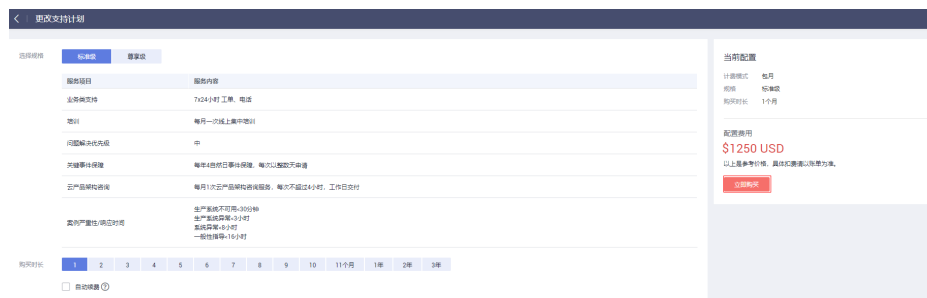 更改支持计划
选择规格 标准级 尊享级
服务项目 服务内容
业务类支持 7x24小时 工单、电话
培训 每月一次线上集中培训
问题解决优先级 中
关键事件保障 每年4自然日事件保障，每次以整数天申请
云产品架构咨询 每月1次云产品架构咨询服务，每次不超过4小时，工作日交付
案例严重性/响应时间
生产系统不可用<30分钟
生产系统异常<3小时
系统异常<8小时
一般性指导<16小时
购买时长 1 2 3 4 5 6 7 8 9 10 11个月 1年 2年 3年
自动续费
当前配置
计费模式 包月
规格 标准级
购买时长 1个月
配置费用
$1250 USD
以上是参考价格，具体扣费请以账单为准。
立即购买